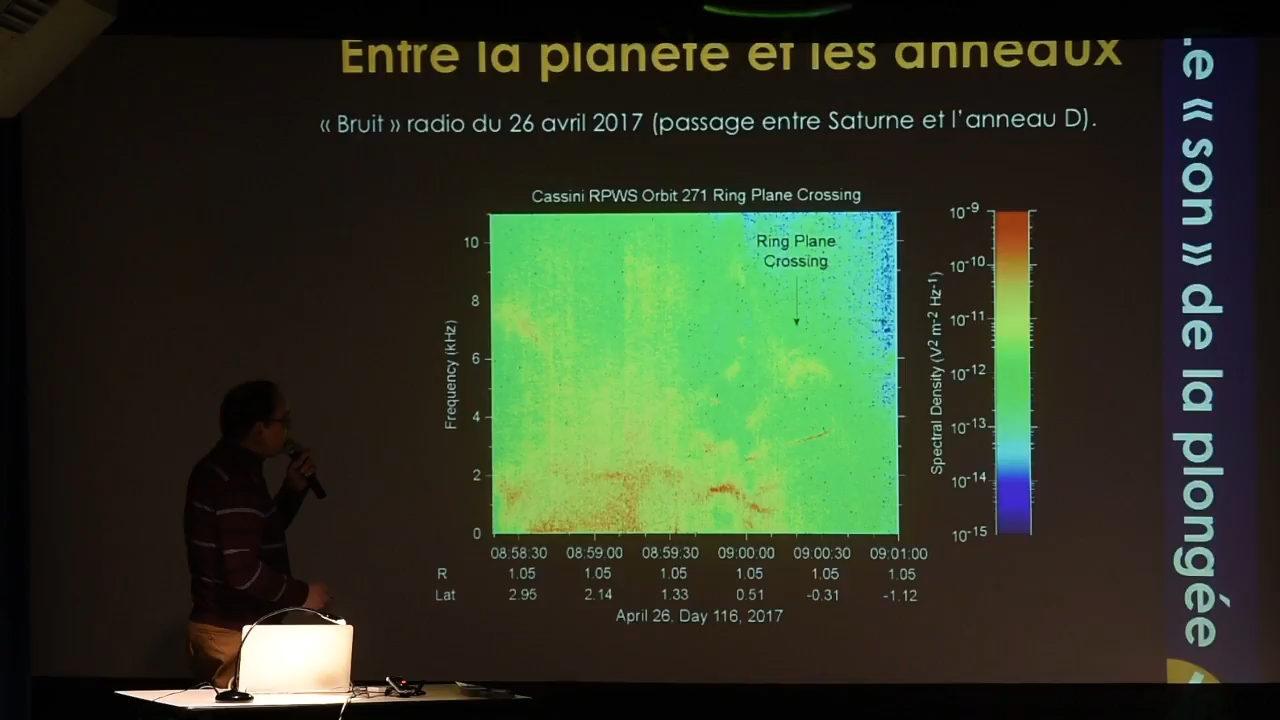 Entre la planète et les anneaux
« Bruit » radio du 26 avril 2017 (passage entre Saturne et l'anneau D).
Cassini RPWS Orbit 271 Ring Plane Crossing
Ring Plane
Crossing
Frequency (kHz)
10
8
6
4
2
0
08:58:30 08:59:00 08:59:30 09:00:00 09:00:30 09:01:00
R 1.05 1.05 1.05 1.05 1.05 1.05
Lat 2.95 2.14 1.33 0.51 -0.31 -1.12
April 26, Day 116, 2017
Spectral Density (V² m⁻² Hz⁻¹)
10⁻⁹
10⁻¹⁰
10⁻¹¹
10⁻¹²
10⁻¹³
10⁻¹⁴
10⁻¹⁵
Le « son » de la plongée